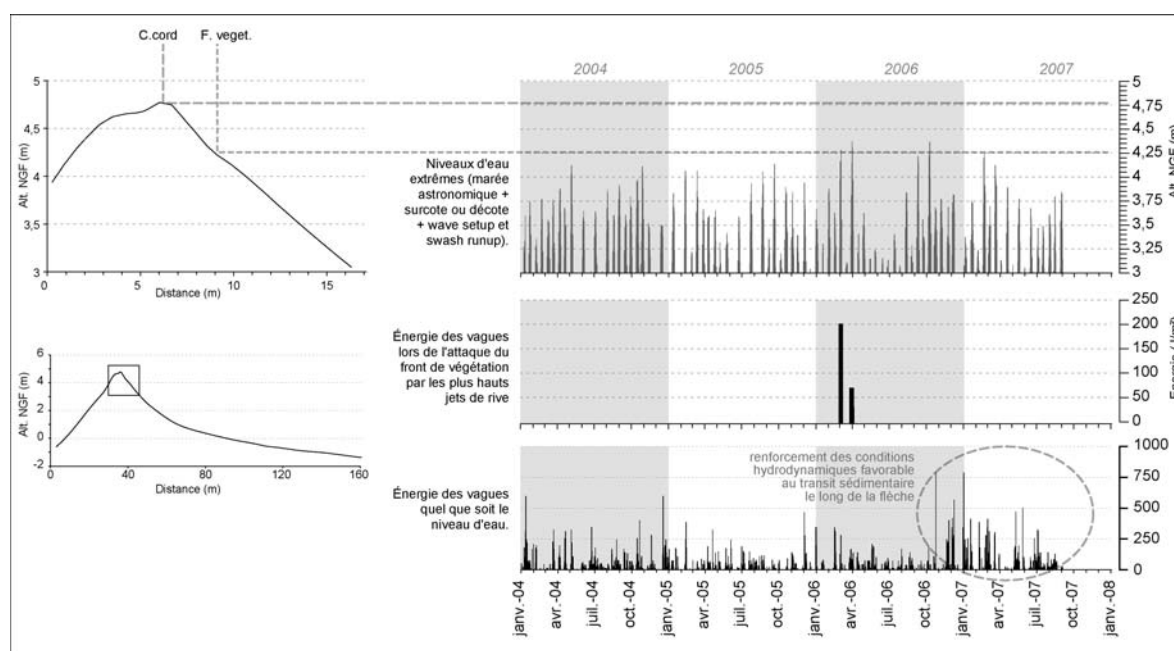 C.cord F. veget.
2004 2005 2006 2007
5
4,5
4
3,5
3
Alt. NGF (m)
0 5 10 15
Distance (m)
Niveaux d'eau
extrêmes (marée
astronomique +
surcote ou décote
+ wave setup et
swash runup).
5
4,75
4,5
4,25
4
3,75
3,5
3,25
3
Alt. NGF (m)
6
4
2
0
-2
Alt. NGF (m)
0 40 80 120 160
Distance (m)
Énergie des vagues
lors de l'attaque du
front de végétation
par les plus hauts
jets de rive
250
200
150
100
50
0
Énergie des vagues
quel que soit le
niveau d'eau.
renforcement des conditions
hydrodynamiques favorable
au transit sédimentaire
le long de la flèche
1000
750
500
250
0
janv.-04
avr.-04
juil.-04
oct.-04
janv.-05
avr.-05
juil.-05
oct.-05
janv.-06
avr.-06
juil.-06
oct.-06
janv.-07
avr.-07
juil.-07
oct.-07
janv.-08